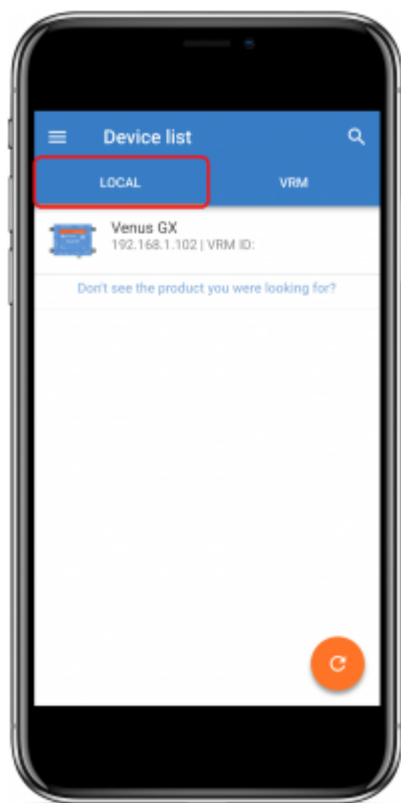 Device list
LOCAL
VRM
Venus GX
192.168.1.102 | VRM ID:
Don't see the product you were looking for?